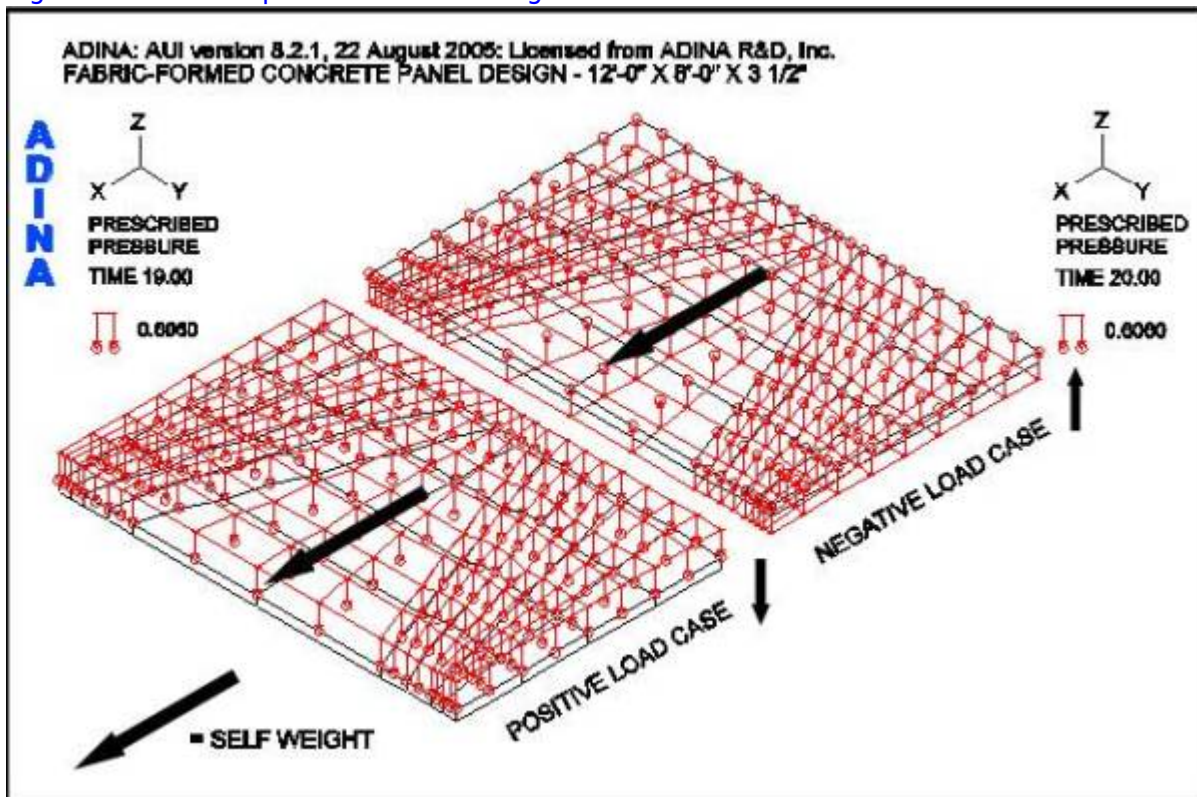 ADINA: AUI version 8.2.1, 22 August 2005: Licensed from ADINA R&D, Inc.
FABRIC-FORMED CONCRETE PANEL DESIGN - 12'-0" X 8'-0" X 3 1/2"
ADINA
Z
X Y
PRESCRIBED
PRESSURE
TIME 19.00
0.6060
Z
X Y
PRESCRIBED
PRESSURE
TIME 20.00
0.6060
NEGATIVE LOAD CASE
POSITIVE LOAD CASE
= SELF WEIGHT